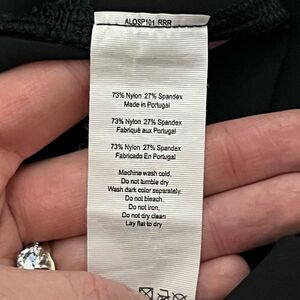 ALOSP101 RRR
73% Nylon 27% Spandex
Made in Portugal
73% Nylon 27% Spandex
Fabriqué aux Portugal
73% Nylon 27% Spandex
Fabricado En Portugal
Machine wash cold,
Do not tumble dry
Wash dark color separately.
Do not bleach.
Do not iron,
Do not dry clean
Lay flat to dry